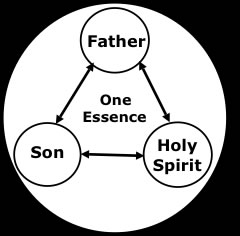 Father
One
Essence
Son
Holy
Spirit